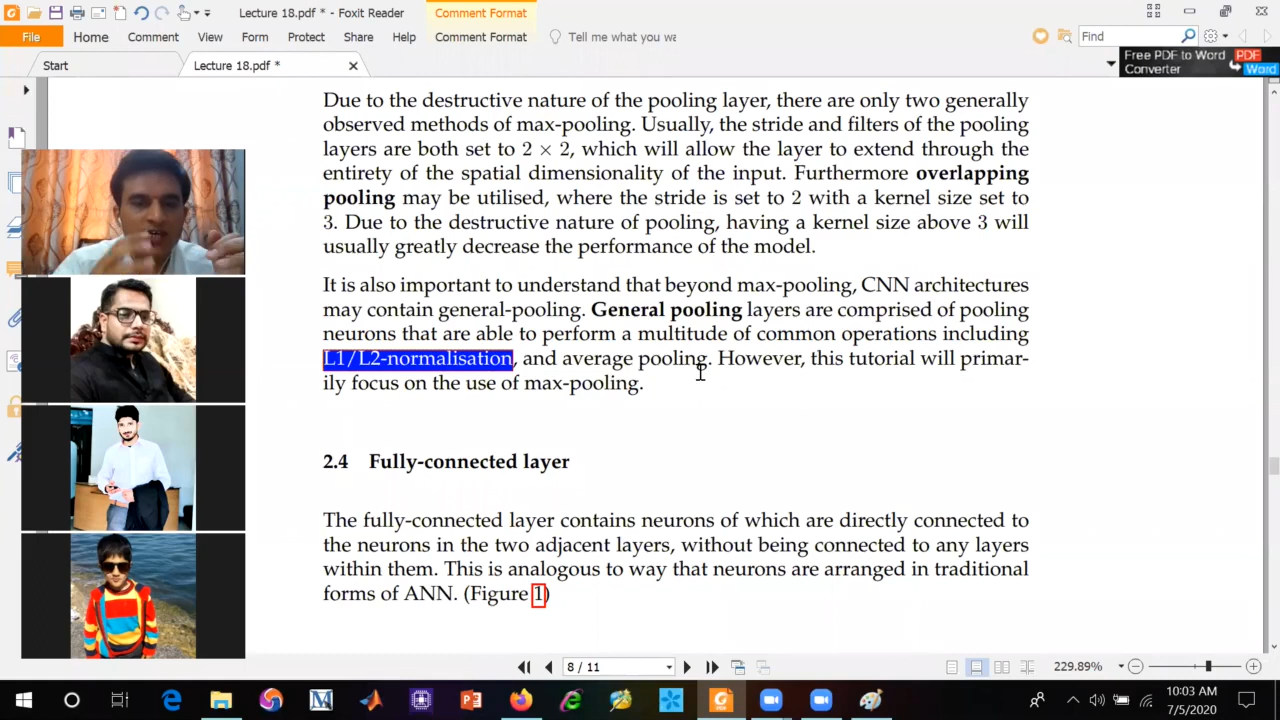 Lecture 18.pdf * - Foxit Reader
Comment Format
File
Home
Comment
View
Form
Protect
Share
Help
Comment Format
Tell me what you wa
Find
Start
Lecture 18.pdf *
Free PDF to Word
Converter
PDF
Word
Due to the destructive nature of the pooling layer, there are only two generally
observed methods of max-pooling. Usually, the stride and filters of the pooling
layers are both set to 2 × 2, which will allow the layer to extend through the
entirety of the spatial dimensionality of the input. Furthermore overlapping
pooling may be utilised, where the stride is set to 2 with a kernel size set to
3. Due to the destructive nature of pooling, having a kernel size above 3 will
usually greatly decrease the performance of the model.
It is also important to understand that beyond max-pooling, CNN architectures
may contain general-pooling. General pooling layers are comprised of pooling
neurons that are able to perform a multitude of common operations including
L1/L2-normalisation, and average pooling. However, this tutorial will primar-
ily focus on the use of max-pooling.
2.4 Fully-connected layer
The fully-connected layer contains neurons of which are directly connected to
the neurons in the two adjacent layers, without being connected to any layers
within them. This is analogous to way that neurons are arranged in traditional
forms of ANN. (Figure 1)
8 / 11
229.89%
10:03 AM
7/5/2020